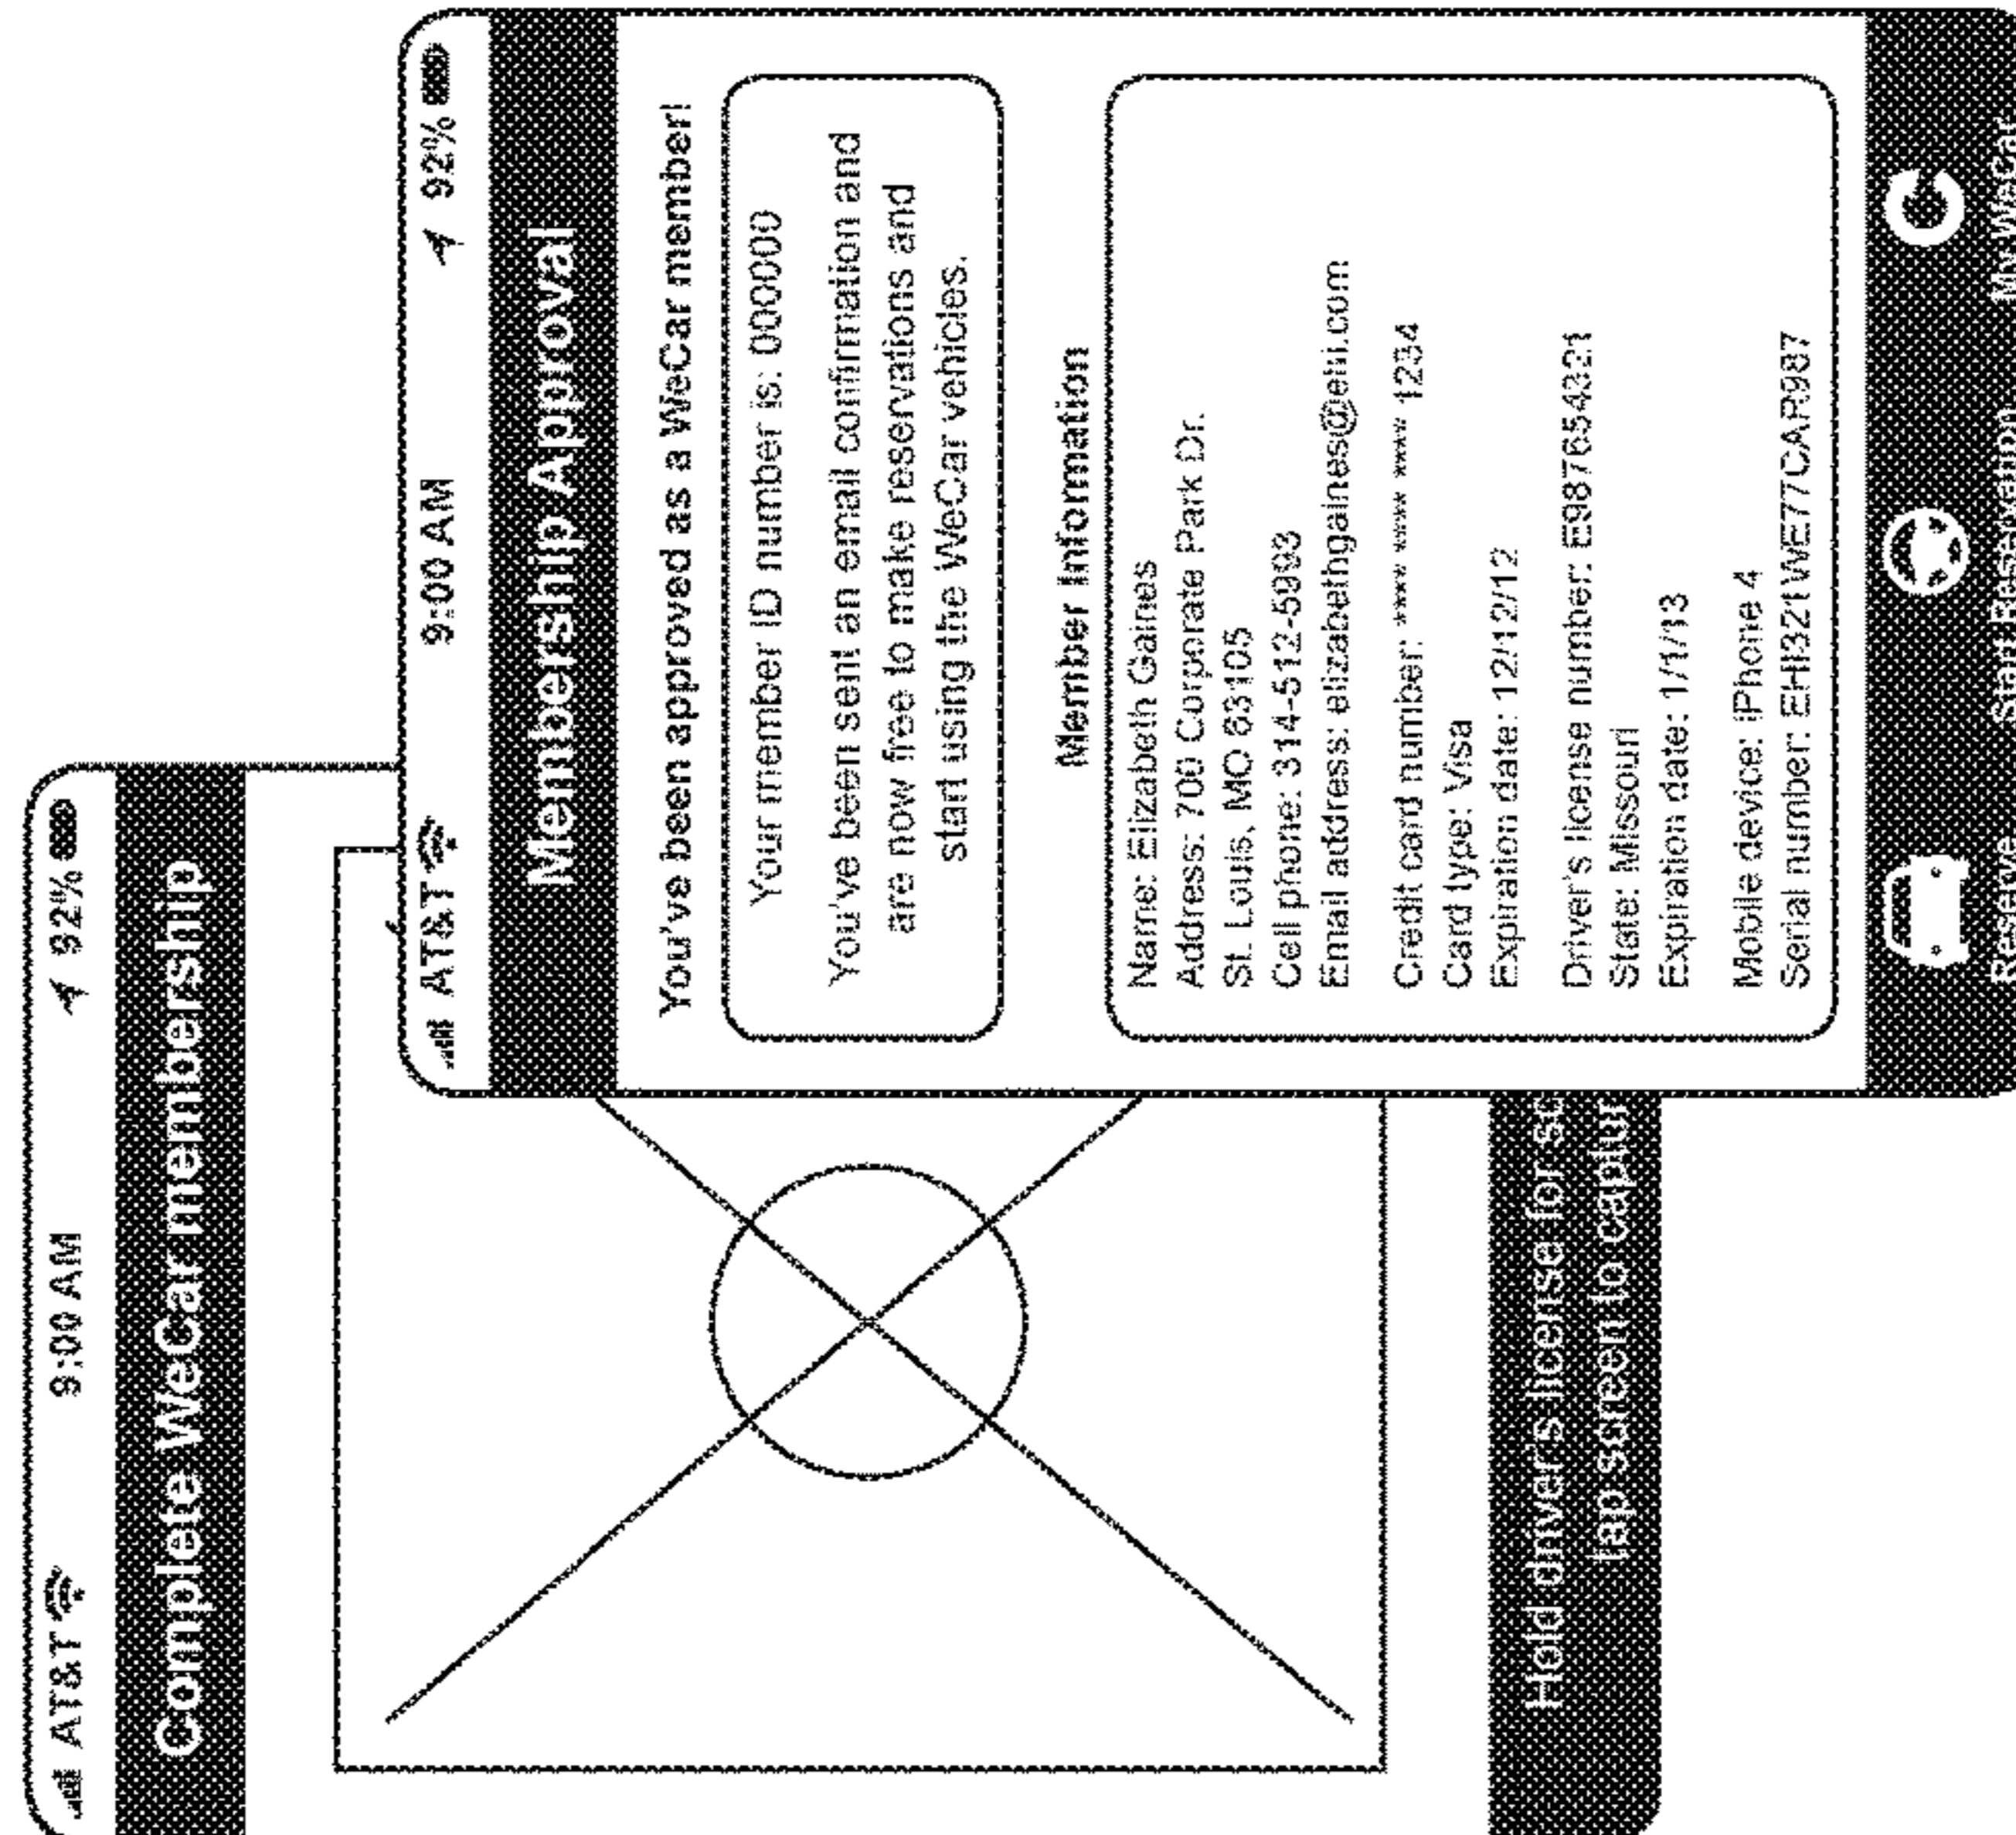 AT&T 9:00 AM 92%
Complete WeCar membership
Hold driver's license for
tap screen to
AT&T 9:00 AM 92%
Membership Approval
You've been approved as a WeCar member!
Your member ID number is: 00000
You've been sent an email confirmation and
are now free to make reservations and
start using the WeCar vehicles.
Member Information
Name: Elizabeth Gaines
Address: 700 Corporate Park Dr.
St. Louis, MO 63105
Cell phone: 314-512-5993
Email address: elizabethgaines@ehi.com
Credit card number: **** **** **** 1234
Card type: Visa
Expiration date: 12/12/12
Driver's license number: E987654321
State: Missouri
Expiration date: 1/1/13
Mobile device: iPhone 4
Serial number: EHI321WE77CAR987
Reserve Start Reservation My WeCar